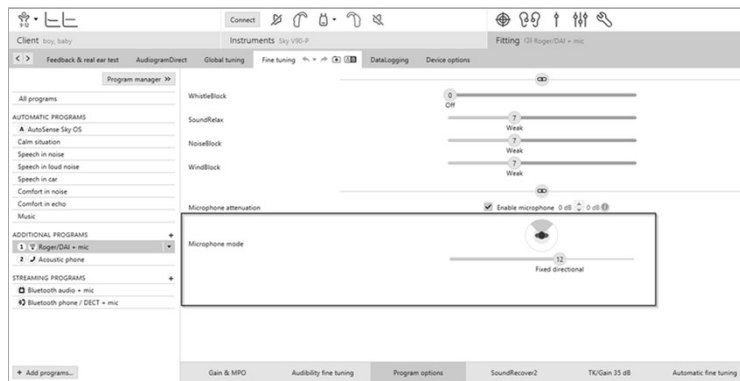 9-12
Connect
Client boy, baby
Instruments Sky V90-P
Fitting Roger/DAI + mic
< > Feedback & real ear test AudiogramDirect Global tuning Fine tuning DataLogging Device options
Program manager >>
All programs
AUTOMATIC PROGRAMS
A AutoSense Sky OS
Calm situation
Speech in noise
Speech in loud noise
Speech in car
Comfort in noise
Comfort in echo
Music
ADDITIONAL PROGRAMS +
1 Roger/DAI + mic
2 Acoustic phone
STREAMING PROGRAMS +
Bluetooth audio + mic
Bluetooth phone / DECT + mic
+ Add programs...
WhistleBlock 0
Off
SoundRelax 7
Weak
NoiseBlock 7
Weak
WindBlock 7
Weak
Microphone attenuation Enable microphone 0 dB 0 dB
Microphone mode
12
Fixed directional
Gain & MPO Audibility fine tuning Program options SoundRecover2 TK/Gain 35 dB Automatic fine tuning